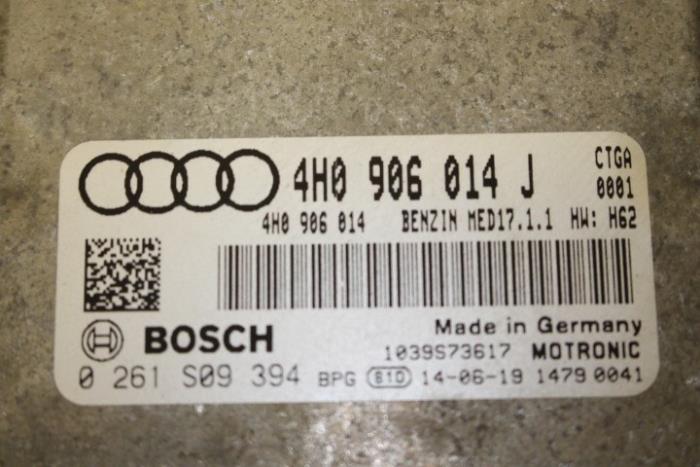 4H0 906 014 J CTGA
0001
4H0 906 014 BENZIN MED17.1.1 HW: H62
BOSCH Made in Germany
1039S73617 MOTRONIC
0 261 S09 394 BPG 810 14-06-19 1479 0041